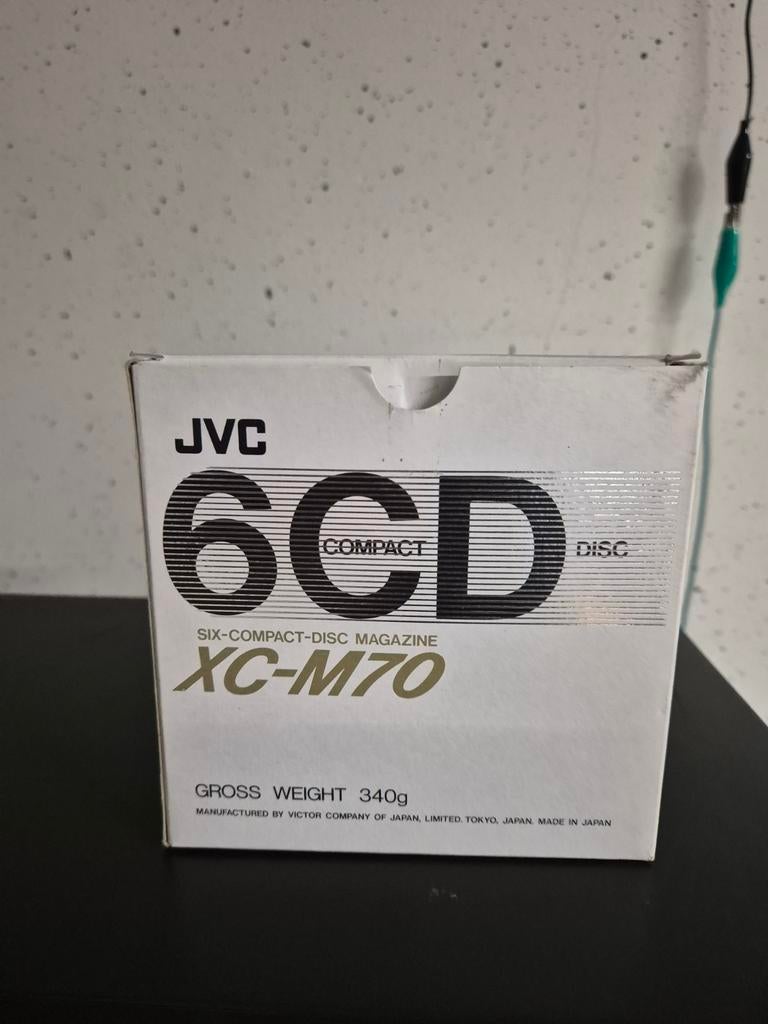 JVC
6CD
COMPACT DISC
SIX-COMPACT-DISC MAGAZINE
XC-M70
GROSS WEIGHT 340g
MANUFACTURED BY VICTOR COMPANY OF JAPAN, LIMITED. TOKYO, JAPAN. MADE IN JAPAN